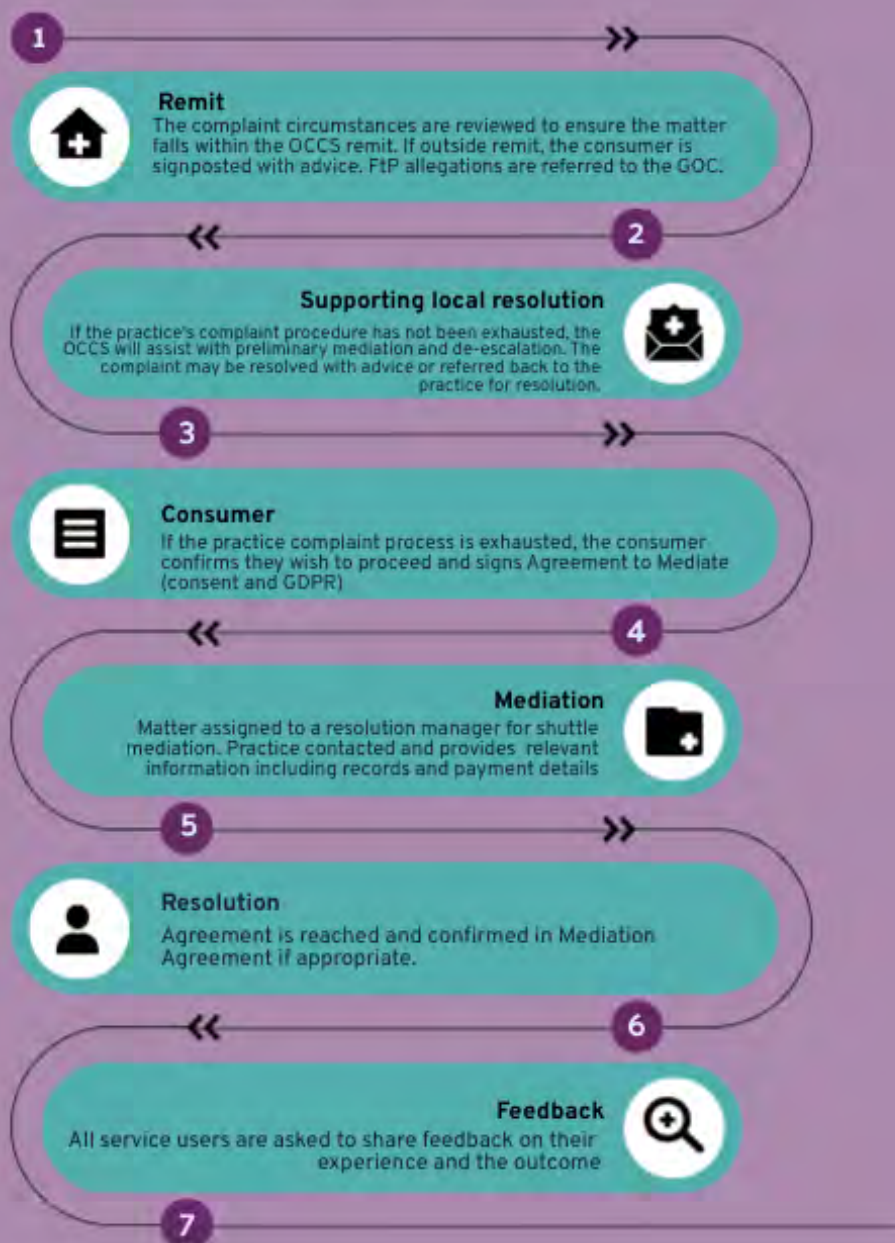 1
Remit
The complaint circumstances are reviewed to ensure the matter
falls within the OCCS remit. If outside remit, the consumer is
signposted with advice. FtP allegations are referred to the GOC.
2
Supporting local resolution
If the practice's complaint procedure has not been exhausted, the
OCCS will assist with preliminary mediation and de-escalation. The
complaint may be resolved with advice or referred back to the
practice for resolution.
3
Consumer
If the practice complaint process is exhausted, the consumer
confirms they wish to proceed and signs Agreement to Mediate
(consent and GDPR)
4
Mediation
Matter assigned to a resolution manager for shuttle
mediation. Practice contacted and provides relevant
information including records and payment details
5
Resolution
Agreement is reached and confirmed in Mediation
Agreement if appropriate.
6
Feedback
All service users are asked to share feedback on their
experience and the outcome
7